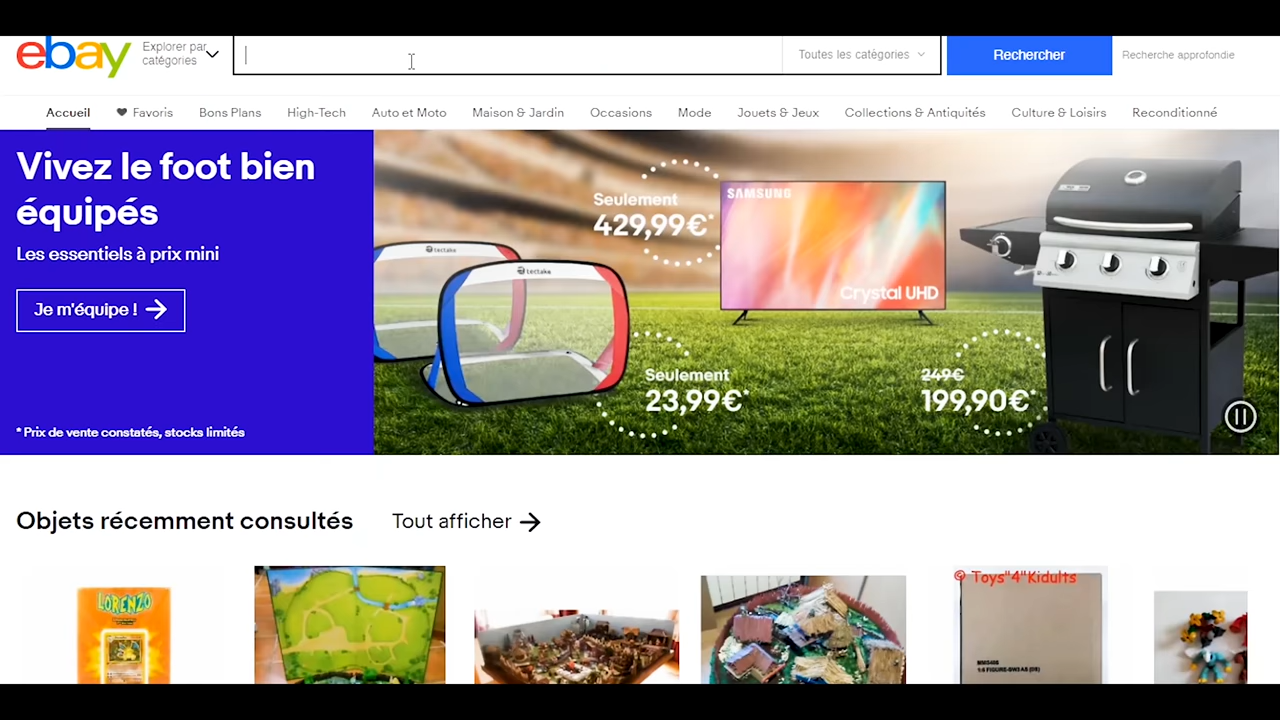 ebay
Explorer par
catégories
Toutes les catégories
Rechercher
Recherche approfondie
Accueil
Favoris
Bons Plans
High-Tech
Auto et Moto
Maison & Jardin
Occasions
Mode
Jouets & Jeux
Collections & Antiquités
Culture & Loisirs
Reconditionné
Vivez le foot bien
équipés
Les essentiels à prix mini
Je m'équipe !
* Prix de vente constatés, stocks limités
tectake
tectake
Seulement
429,99€*
SAMSUNG
Crystal UHD
Seulement
23,99€*
249€
199,90€*
Objets récemment consultés
Tout afficher
LORENZO
© Toys"4"Kidults